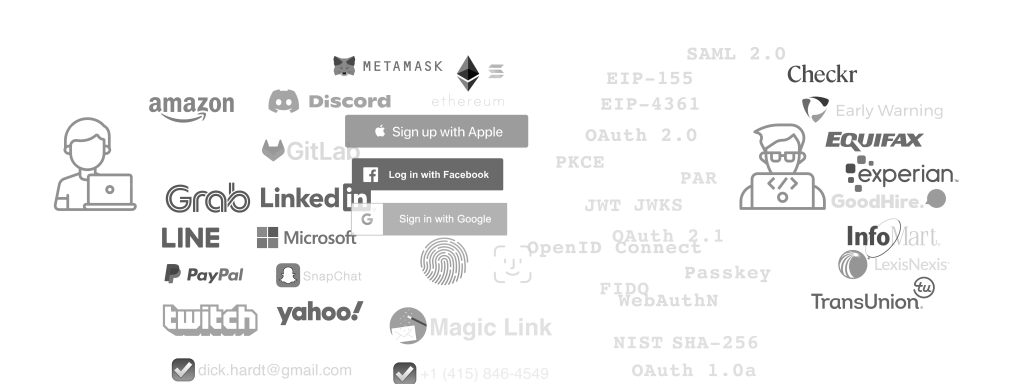 METAMASK
amazon
Discord
ethereum
Sign up with Apple
GitLab
Log in with Facebook
Grab
Linkedin
Sign in with Google
LINE
Microsoft
PayPal
SnapChat
twitch
yahoo!
Magic Link
dick.hardt@gmail.com
+1 (415) 846-4549
SAML 2.0
EIP-155
EIP-4361
OAuth 2.0
PKCE
PAR
JWT JWKS
OAuth 2.1
OpenID Connect
Passkey
FIDO
WebAuthN
NIST SHA-256
OAuth 1.0a
Checkr
Early Warning
EQUIFAX
experian
GoodHire
InfoMart
LexisNexis
TransUnion
tu